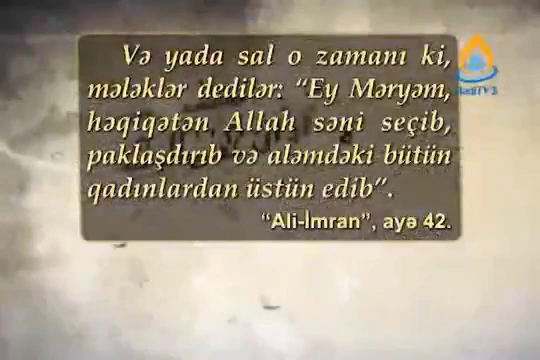 Və yada sal o zamanı ki,
mələklər dedilər: “Ey Məryəm,
həqiqətən Allah səni seçib,
paklaşdırıb və aləmdəki bütün
qadınlardan üstün edib”.
“Ali-İmran”, ayə 42.